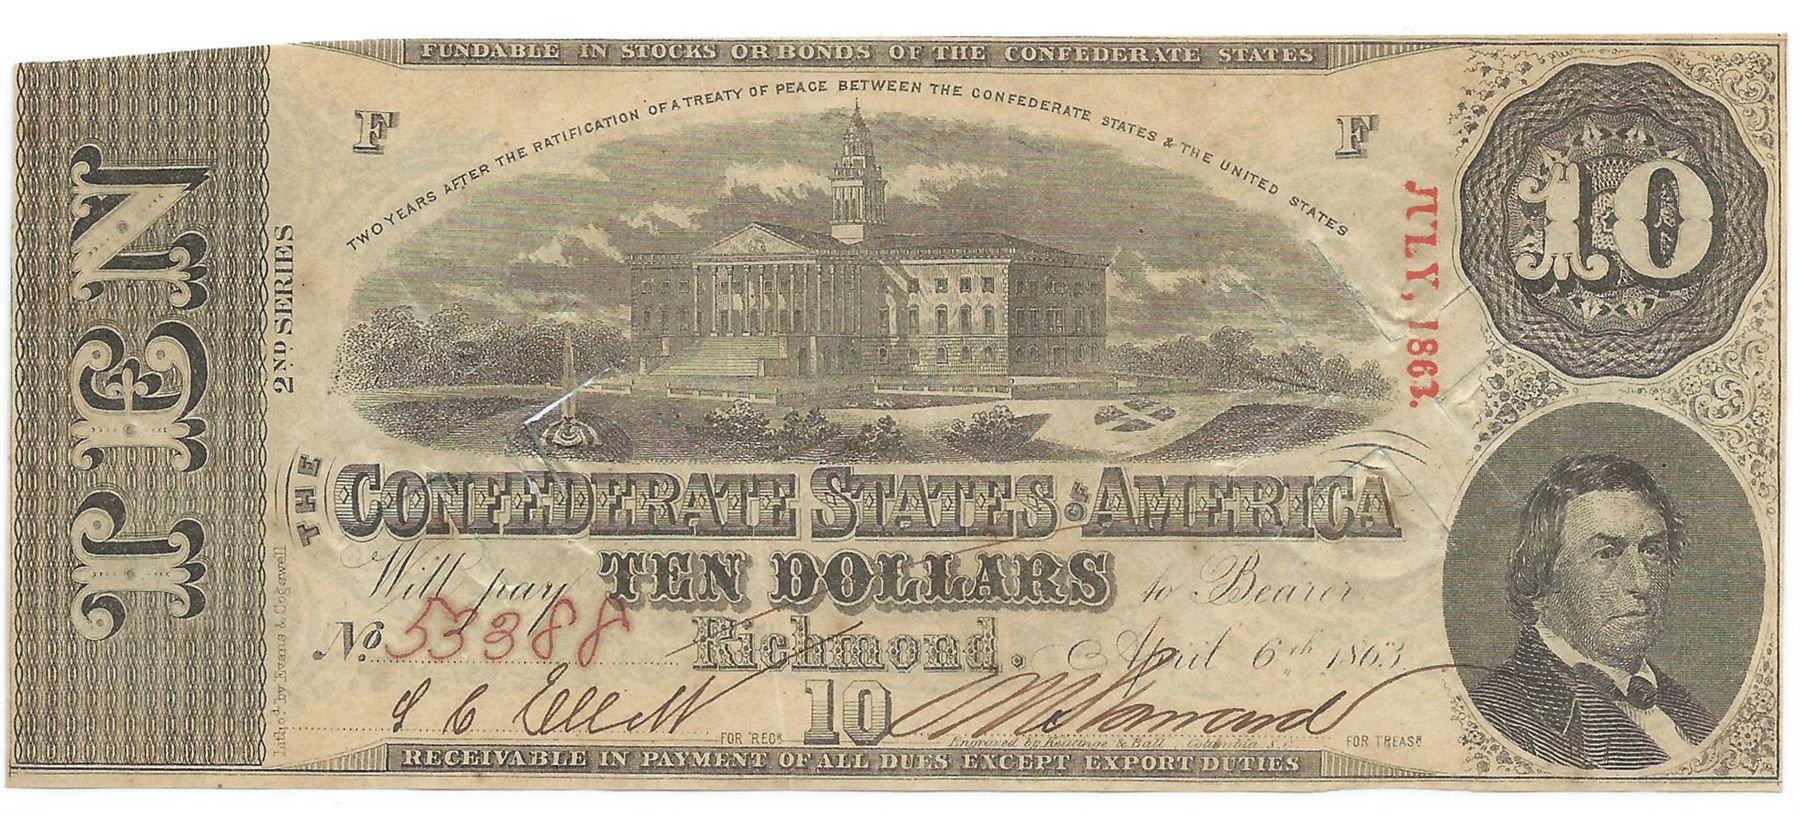 FUNDABLE IN STOCKS OR BONDS OF THE CONFEDERATE STATES
TWO YEARS AFTER THE RATIFICATION OF A TREATY OF PEACE BETWEEN THE CONFEDERATE STATES & THE UNITED STATES
F
F
10
TEN
2ND SERIES
JULY, 1863.
THE CONFEDERATE STATES OF AMERICA
Will pay TEN DOLLARS to Bearer
No. 53388 Richmond. April 6th 1863
Lithog'd by Evans & Cogswell
S C Elliott FOR REGR 10 FOR TREASR
Engraved by Keatinge & Ball Columbia S.C.
RECEIVABLE IN PAYMENT OF ALL DUES EXCEPT EXPORT DUTIES